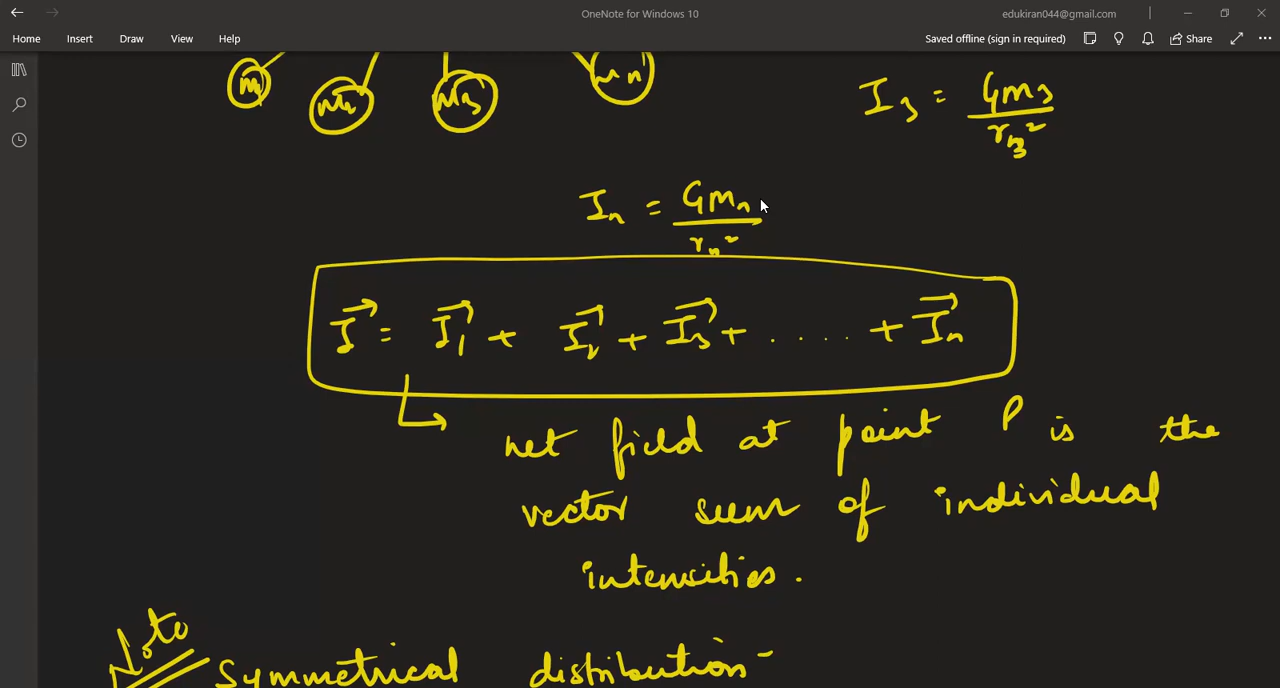 OneNote for Windows 10
edukiran044@gmail.com
Home Insert Draw View Help
Saved offline (sign in required)
Share
m₁ m₂ m₃ mₙ
I₃ = Gm₃ / r₃²
Iₙ = Gmₙ / rₙ²
I⃗ = I⃗₁ + I⃗₂ + I⃗₃ + ..... + I⃗ₙ
net field at point P is the
vector sum of individual
intensities.
Note
Symmetrical distribution-